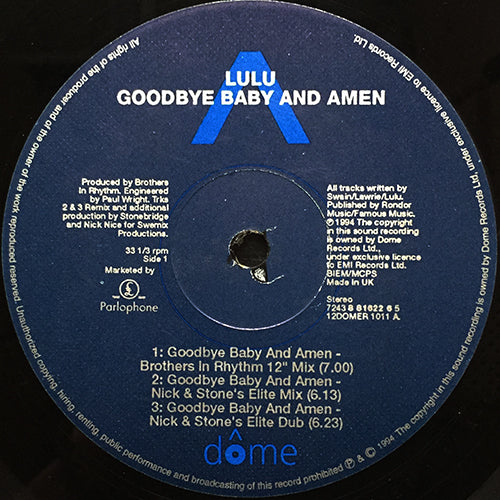 A
LULU
GOODBYE BABY AND AMEN
Produced by Brothers
In Rhythm. Engineered
by Paul Wright. Trks
2 & 3 Remix and additional
production by Stonebridge
and Nick Nice for Swemix
Productions.
33 1/3 rpm
Side 1
Marketed by
Parlophone
All tracks written by
Swain/Lawrie/Lulu.
Published by Rondor
Music/Famous Music.
℗ 1994 The copyright
in this sound recording
is owned by Dome
Records Ltd.,
under exclusive licence
to EMI Records Ltd.
BIEM/MCPS
Made in UK
Stereo
7243 8 81622 6 5
12DOMER 1011 A.
1: Goodbye Baby And Amen -
Brothers in Rhythm 12" Mix (7.00)
2: Goodbye Baby And Amen -
Nick & Stone's Elite Mix (6.13)
3: Goodbye Baby And Amen -
Nick & Stone's Elite Dub (6.23)
dôme
All rights of the producer and of the owner of the work reproduced reserved. Unauthorized copying, hiring, renting, public performance and broadcasting of this record prohibited ℗ & © 1994 The copyright in this sound recording is owned by Dome Records Ltd. under exclusive licence to EMI Records Ltd.